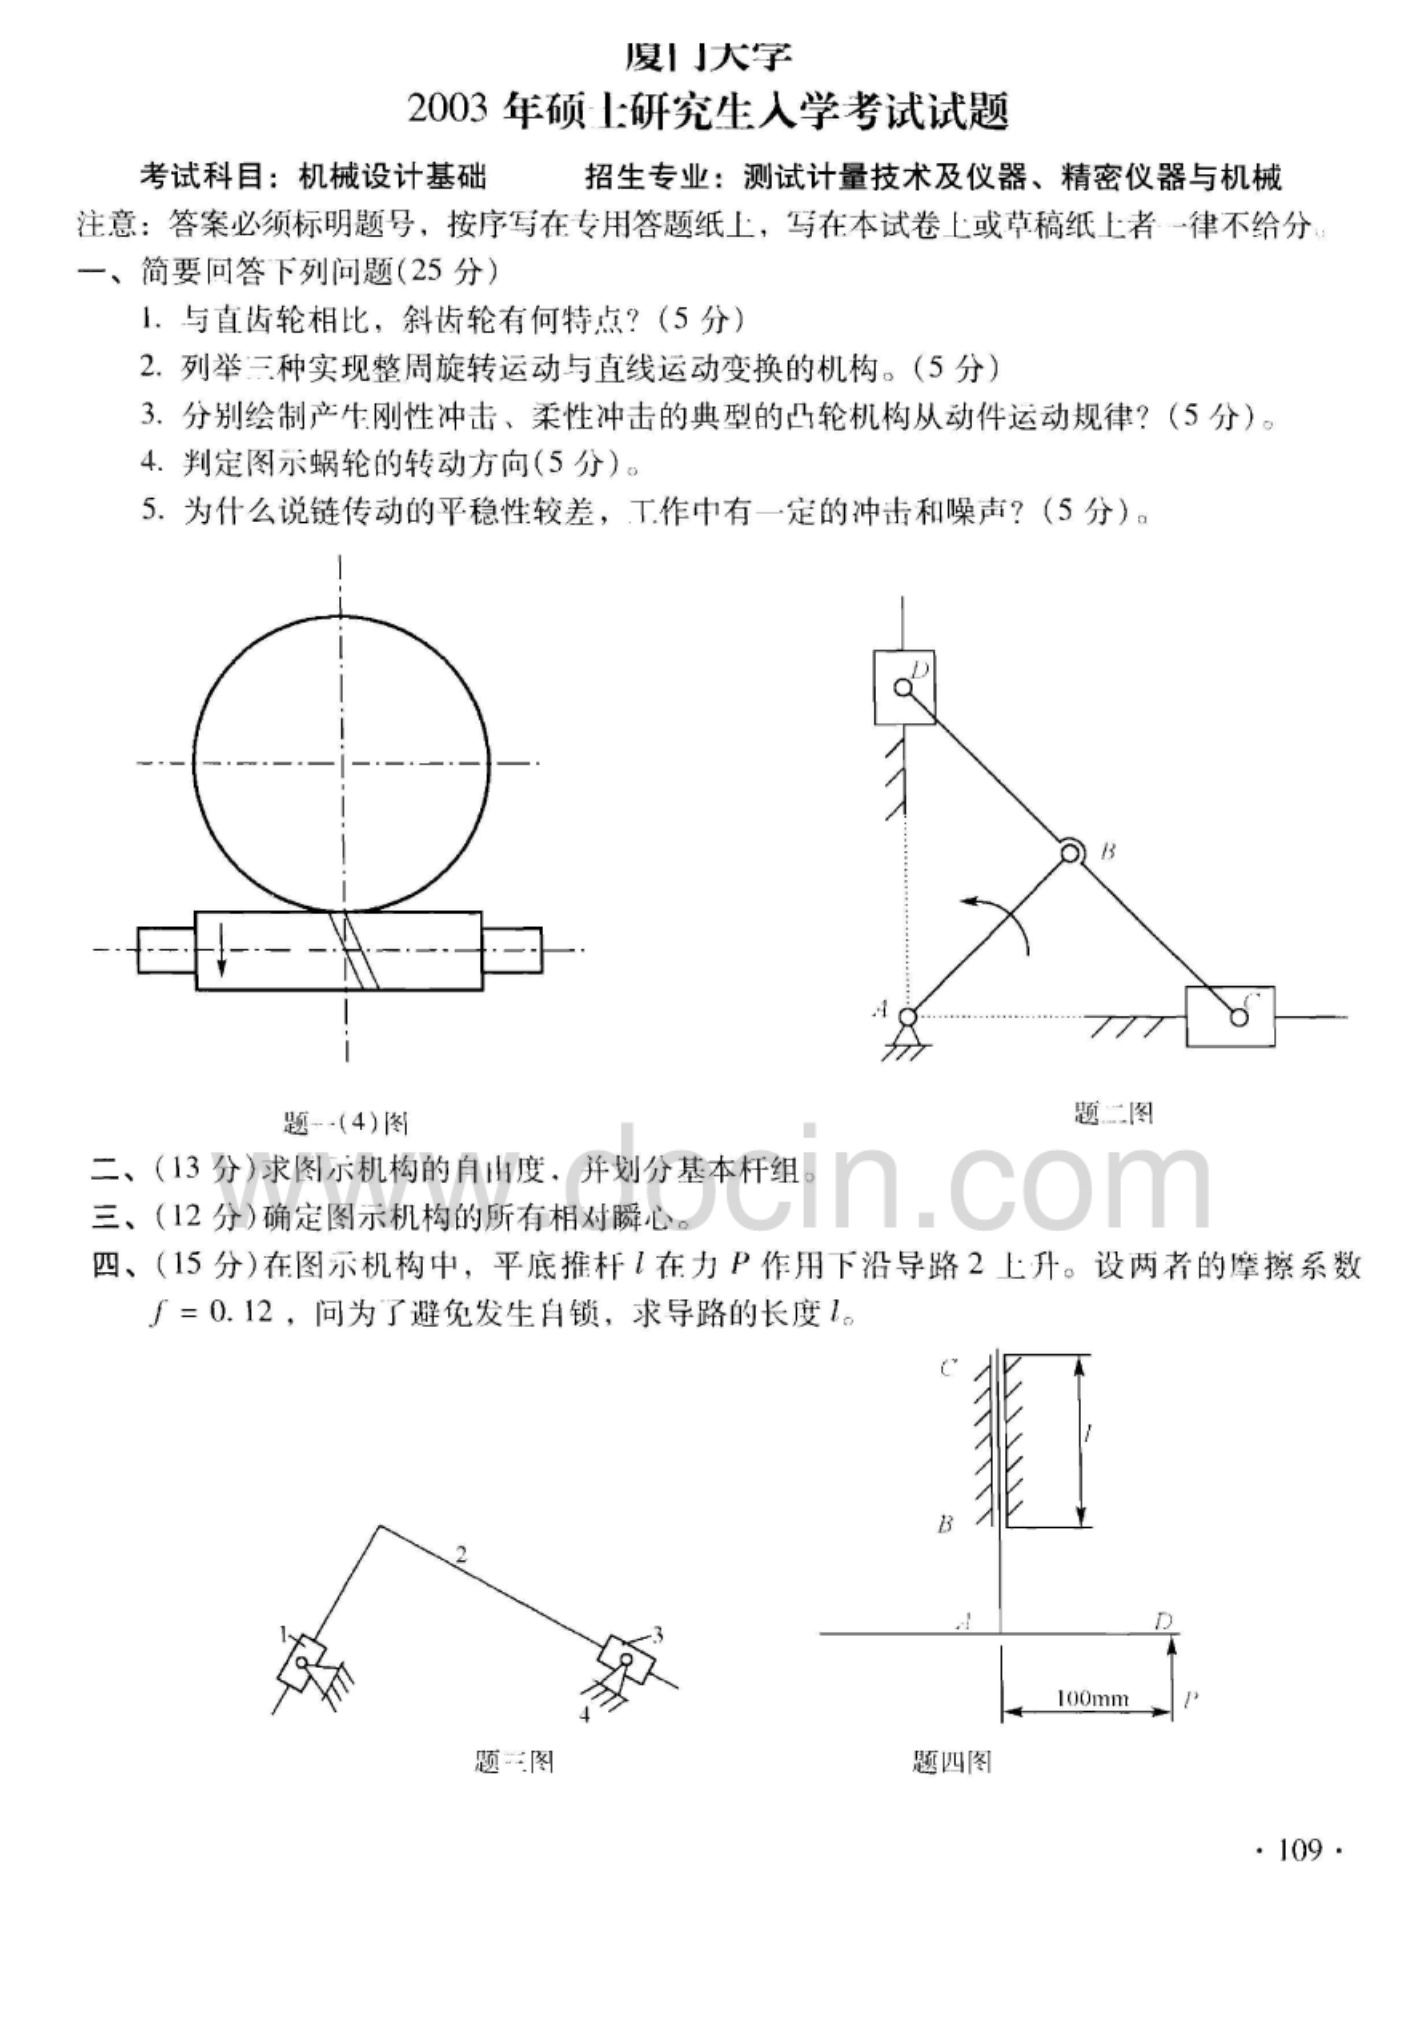 厦门大学
2003 年硕士研究生入学考试试题
考试科目：机械设计基础 招生专业：测试计量技术及仪器、精密仪器与机械
注意：答案必须标明题号，按序写在专用答题纸上，写在本试卷上或草稿纸上者一律不给分。
一、简要回答下列问题(25 分)
1. 与直齿轮相比，斜齿轮有何特点？(5 分)
2. 列举三种实现整周旋转运动与直线运动变换的机构。(5 分)
3. 分别绘制产生刚性冲击、柔性冲击的典型的凸轮机构从动件运动规律？(5 分)。
4. 判定图示蜗轮的转动方向(5 分)。
5. 为什么说链传动的平稳性较差，工作中有一定的冲击和噪声？(5 分)。
D
B
A
C
题一(4)图
题二图
www.docin.com
二、(13 分)求图示机构的自由度，并划分基本杆组。
三、(12 分)确定图示机构的所有相对瞬心。
四、(15 分)在图示机构中，平底推杆 l 在力 P 作用下沿导路 2 上升。设两者的摩擦系数
f = 0.12，问为了避免发生自锁，求导路的长度 l。
C
l
B
2
1
3
A
D
4
100mm
P
题三图
题四图
· 109 ·